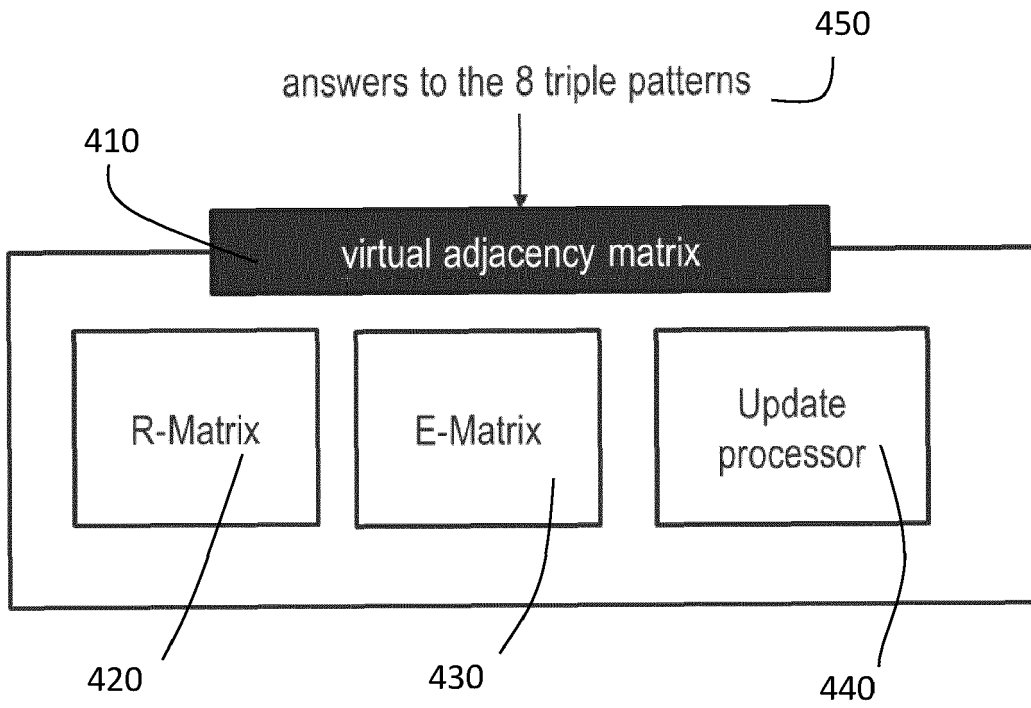 450
answers to the 8 triple patterns
410
virtual adjacency matrix
R-Matrix
E-Matrix
Update
processor
420
430
440